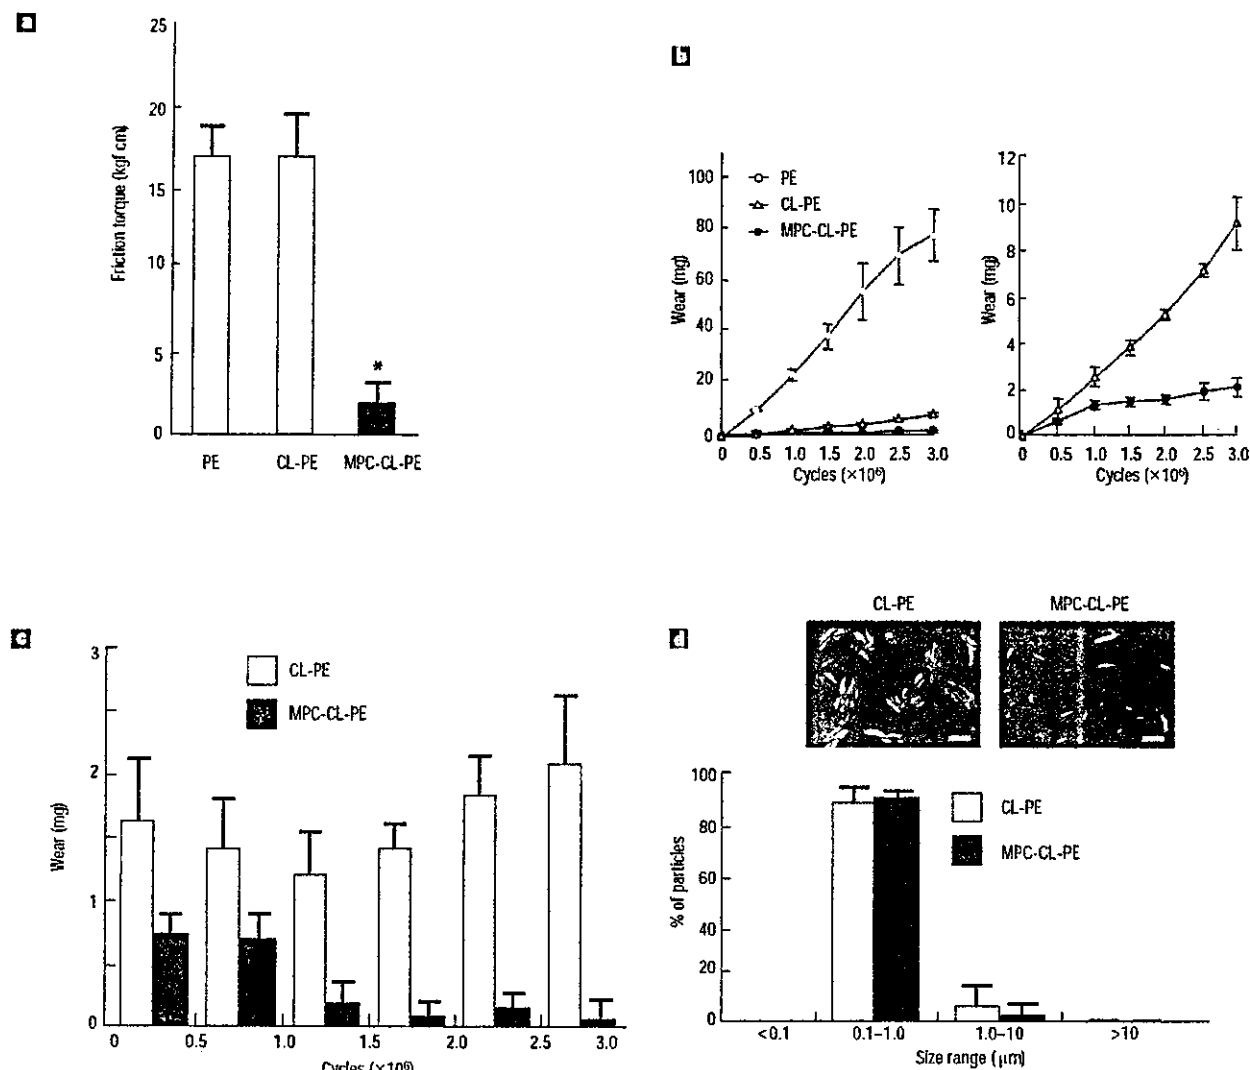 a
25
20
15
10
5
0
Friction torque (kgf cm)
*
PE CL-PE MPC-CL-PE
b
100
80
60
40
20
0
Wear (mg)
PE
CL-PE
MPC-CL-PE
0 0.5 1.0 1.5 2.0 2.5 3.0
Cycles (×10⁶)
12
10
8
6
4
2
0
Wear (mg)
0 0.5 1.0 1.5 2.0 2.5 3.0
Cycles (×10⁶)
c
3
2
1
0
Wear (mg)
CL-PE
MPC-CL-PE
0 0.5 1.0 1.5 2.0 2.5 3.0
Cycles (×10⁶)
d
CL-PE MPC-CL-PE
100
80
60
40
20
0
% of particles
CL-PE
MPC-CL-PE
<0.1 0.1–1.0 1.0–10 >10
Size range (μm)